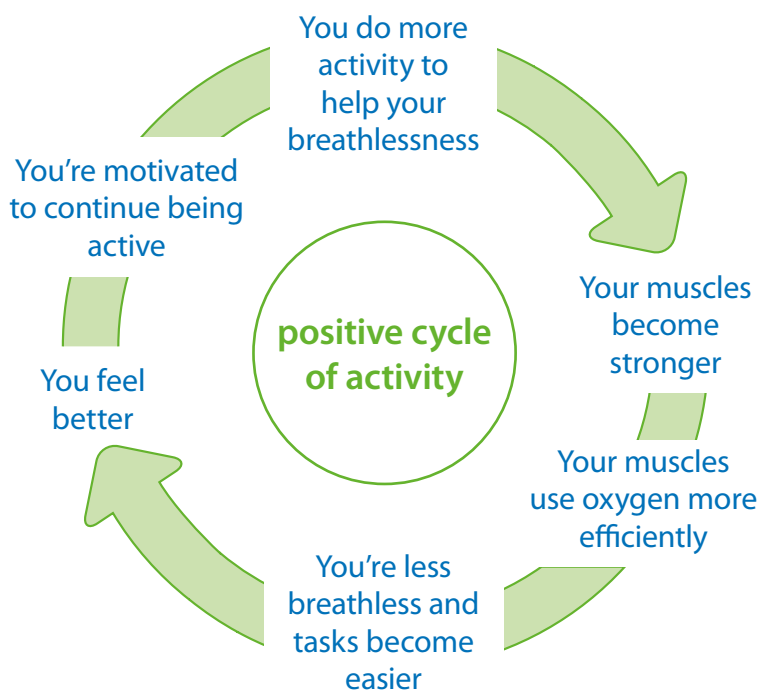 You do more
activity to
help your
breathlessness
Your muscles
become
stronger
Your muscles
use oxygen more
efficiently
You're less
breathless and
tasks become
easier
You feel
better
You're motivated
to continue being
active
positive cycle
of activity